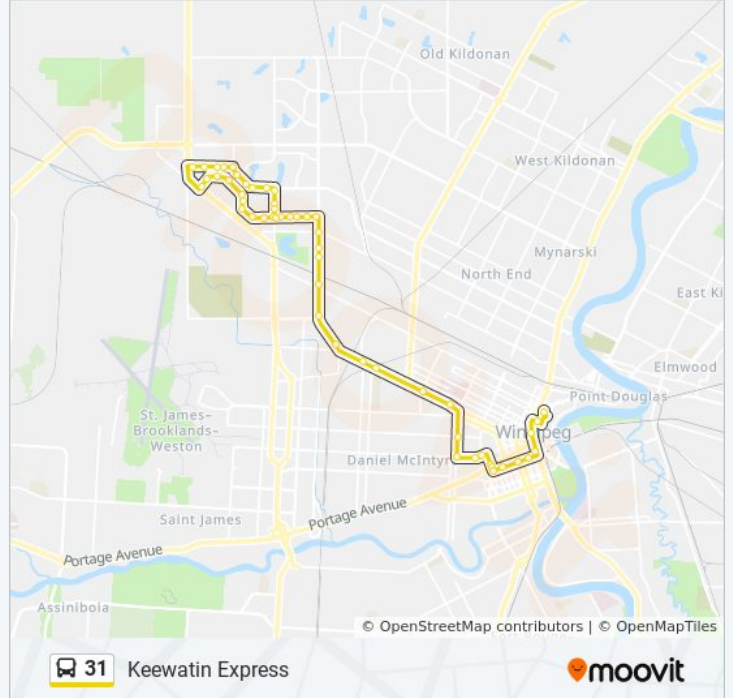 Old Kildonan
West Kildonan
Mynarski
North End
East Ki
Elmwood
Point Douglas
St. James–
Brooklands–
Weston
Winnipeg
Daniel McIntyr
Portage Avenue
Saint James
Portage Avenue
Assiniboia
© OpenStreetMap contributors | © OpenMapTiles
31 Keewatin Express
moovit